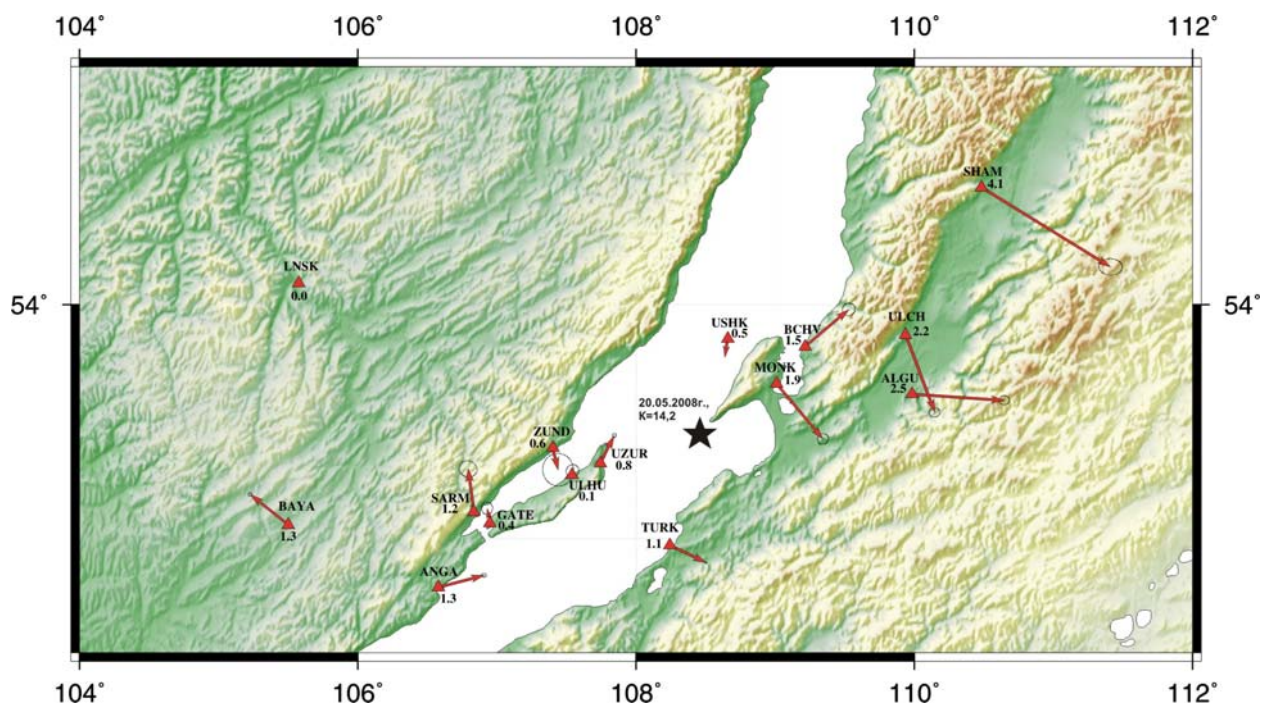 104°
106°
108°
110°
112°
SHAM
4.1
LNSK
0.0
54°
54°
USHK
0.5
BCHV
1.5
ULCH
2.2
MONK
1.9
ALGU
2.5
20.05.2008г.,
K=14,2
ZUND
0.6
UZUR
0.8
ULHU
0.1
SARM
1.2
GATE
0.4
BAYA
1.3
TURK
1.1
ANGA
1.3
104°
106°
108°
110°
112°